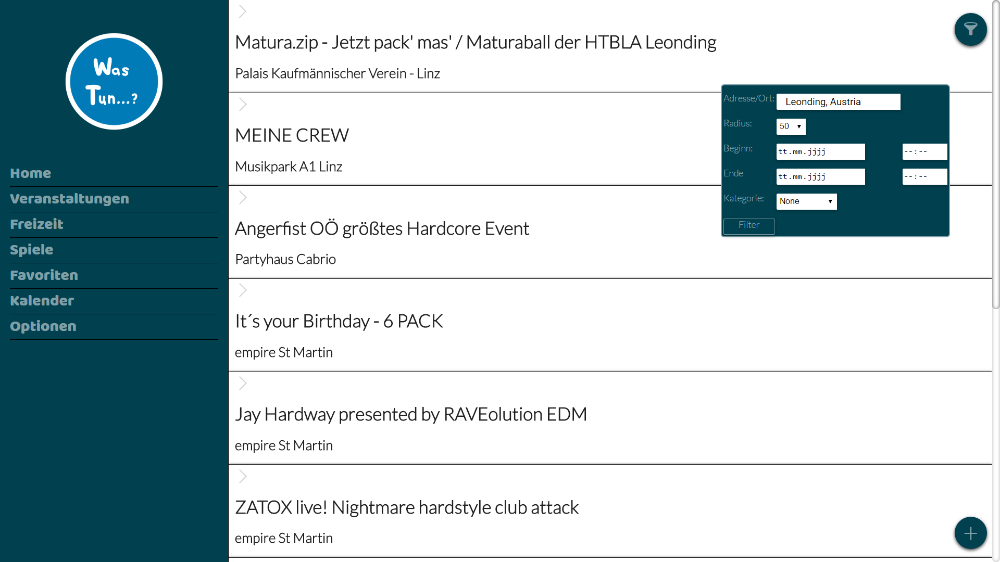 Was
Tun...?
Home
Veranstaltungen
Freizeit
Spiele
Favoriten
Kalender
Optionen
Matura.zip - Jetzt pack' mas' / Maturaball der HTBLA Leonding
Palais Kaufmännischer Verein - Linz
MEINE CREW
Musikpark A1 Linz
Angerfist OÖ größtes Hardcore Event
Partyhaus Cabrio
It´s your Birthday - 6 PACK
empire St Martin
Jay Hardway presented by RAVEolution EDM
empire St Martin
ZATOX live! Nightmare hardstyle club attack
empire St Martin
Adresse/Ort: Leonding, Austria
Radius: 50
Beginn: tt.mm.jjjj --:--
Ende tt.mm.jjjj --:--
Kategorie: None
Filter